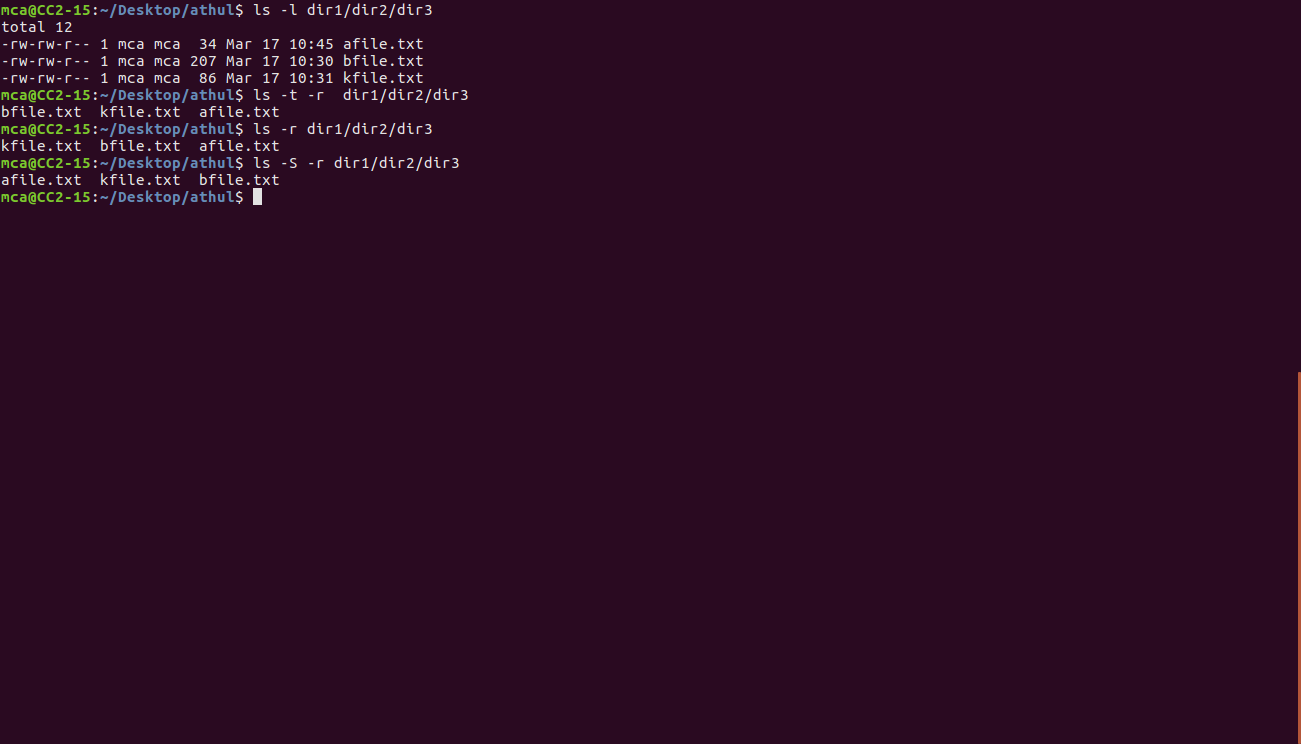 mca@CC2-15:~/Desktop/athul$ ls -l dir1/dir2/dir3
total 12
-rw-rw-r-- 1 mca mca  34 Mar 17 10:45 afile.txt
-rw-rw-r-- 1 mca mca 207 Mar 17 10:30 bfile.txt
-rw-rw-r-- 1 mca mca  86 Mar 17 10:31 kfile.txt
mca@CC2-15:~/Desktop/athul$ ls -t -r  dir1/dir2/dir3
bfile.txt  kfile.txt  afile.txt
mca@CC2-15:~/Desktop/athul$ ls -r dir1/dir2/dir3
kfile.txt  bfile.txt  afile.txt
mca@CC2-15:~/Desktop/athul$ ls -S -r dir1/dir2/dir3
afile.txt  kfile.txt  bfile.txt
mca@CC2-15:~/Desktop/athul$